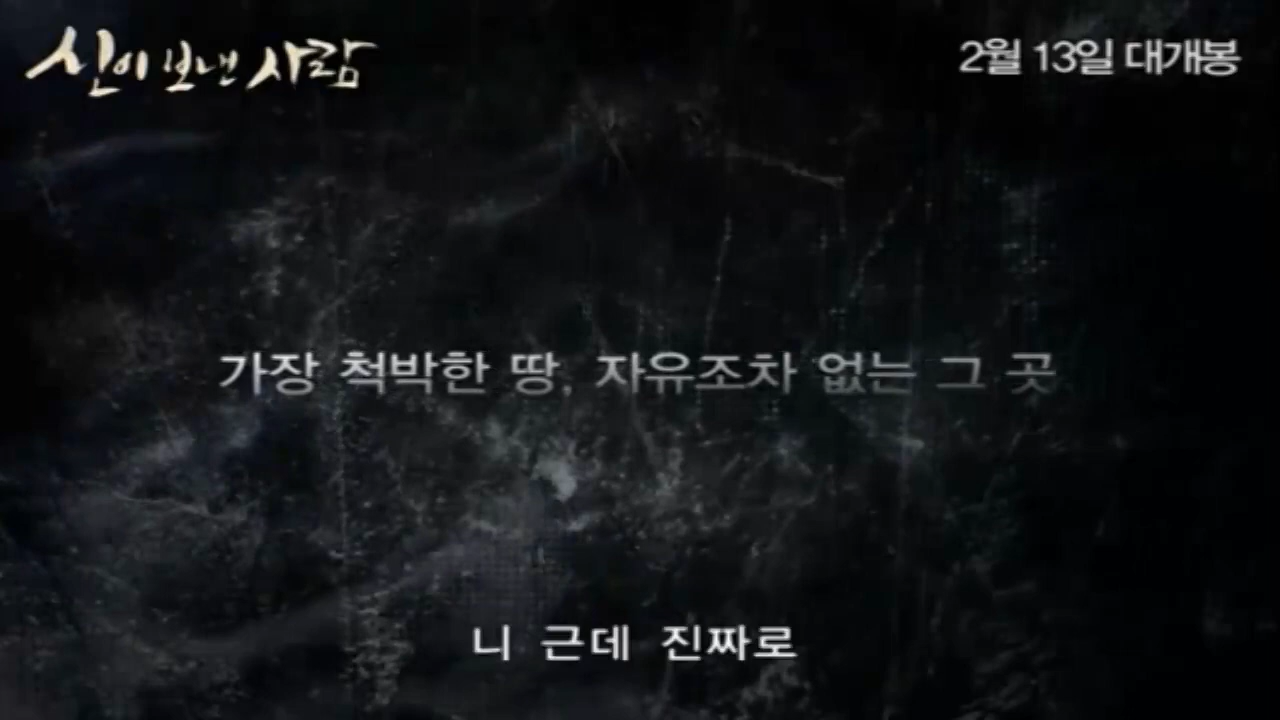 신이 보낸 사람
2월 13일 대개봉
가장 척박한 땅, 자유조차 없는 그 곳
니 근데 진짜로